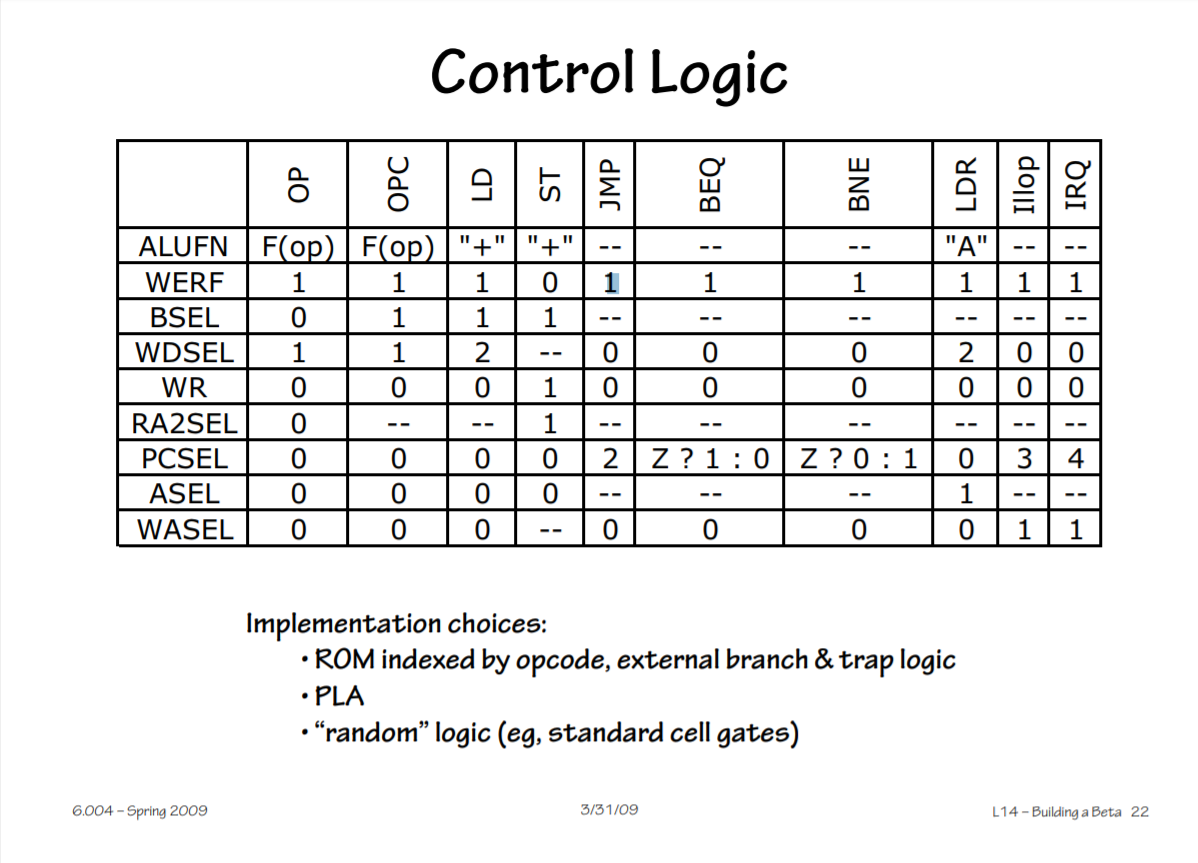 Control Logic
OP OPC LD ST JMP BEQ BNE LDR Illop IRQ
ALUFN F(op) F(op) "+" "+" -- -- -- "A" -- --
WERF 1 1 1 0 1 1 1 1 1 1
BSEL 0 1 1 1 -- -- -- -- -- --
WDSEL 1 1 2 -- 0 0 0 2 0 0
WR 0 0 0 1 0 0 0 0 0 0
RA2SEL 0 -- -- 1 -- -- -- -- -- --
PCSEL 0 0 0 0 2 Z ? 1 : 0 Z ? 0 : 1 0 3 4
ASEL 0 0 0 0 -- -- -- 1 -- --
WASEL 0 0 0 -- 0 0 0 0 1 1
Implementation choices:
• ROM indexed by opcode, external branch & trap logic
• PLA
• “random” logic (eg, standard cell gates)
6.004 – Spring 2009 3/31/09 L14 – Building a Beta 22